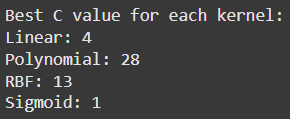 Best C value for each kernel:
Linear: 4
Polynomial: 28
RBF: 13
Sigmoid: 1